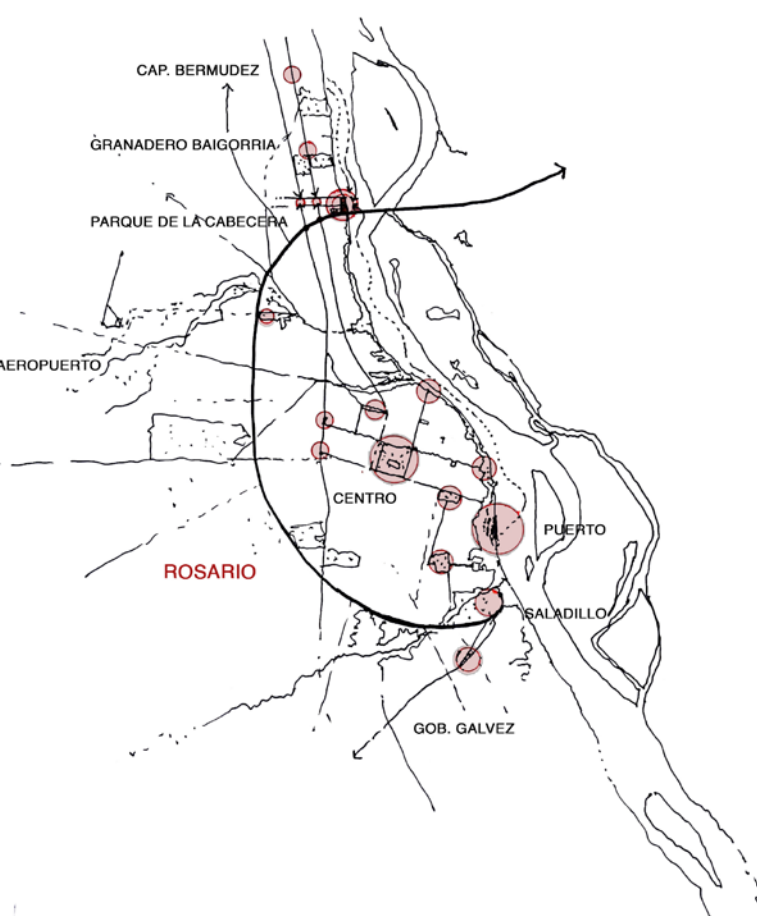 CAP. BERMUDEZ
GRANADERO BAIGORRIA
PARQUE DE LA CABECERA
AEROPUERTO
CENTRO
PUERTO
ROSARIO
SALADILLO
GOB. GALVEZ